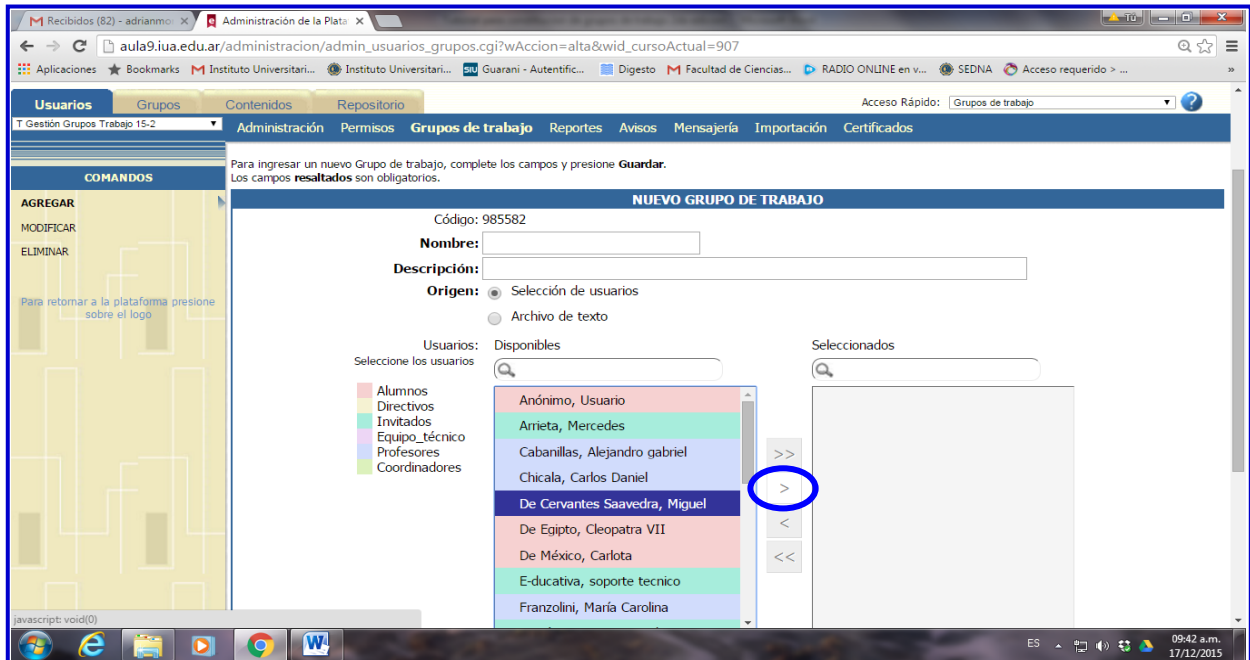 Recibidos (82) - adrianmo
Administración de la Plata
Tú
aula9.iua.edu.ar/administracion/admin_usuarios_grupos.cgi?wAccion=alta&wid_cursoActual=907
Aplicaciones Bookmarks Instituto Universitari... Instituto Universitari... SIU Guarani - Autentific... Digesto Facultad de Ciencias... RADIO ONLINE en v... SEDNA Acceso requerido > ... »
Usuarios Grupos Contenidos Repositorio Acceso Rápido: Grupos de trabajo ?
T Gestión Grupos Trabajo 15-2
Administración Permisos Grupos de trabajo Reportes Avisos Mensajería Importación Certificados
Para ingresar un nuevo Grupo de trabajo, complete los campos y presione Guardar.
Los campos resaltados son obligatorios.
COMANDOS
AGREGAR
MODIFICAR
ELIMINAR
Para retornar a la plataforma presione
sobre el logo
NUEVO GRUPO DE TRABAJO
Código: 985582
Nombre:
Descripción:
Origen: Selección de usuarios
Archivo de texto
Usuarios: Disponibles Seleccionados
Seleccione los usuarios
Alumnos
Directivos
Invitados
Equipo_técnico
Profesores
Coordinadores
Anónimo, Usuario
Arrieta, Mercedes
Cabanillas, Alejandro gabriel
Chicala, Carlos Daniel
De Cervantes Saavedra, Miguel
De Egipto, Cleopatra VII
De México, Carlota
E-ducativa, soporte tecnico
Franzolini, María Carolina
>>
>
<
<<
javascript: void(0)
ES 09:42 a.m.
17/12/2015